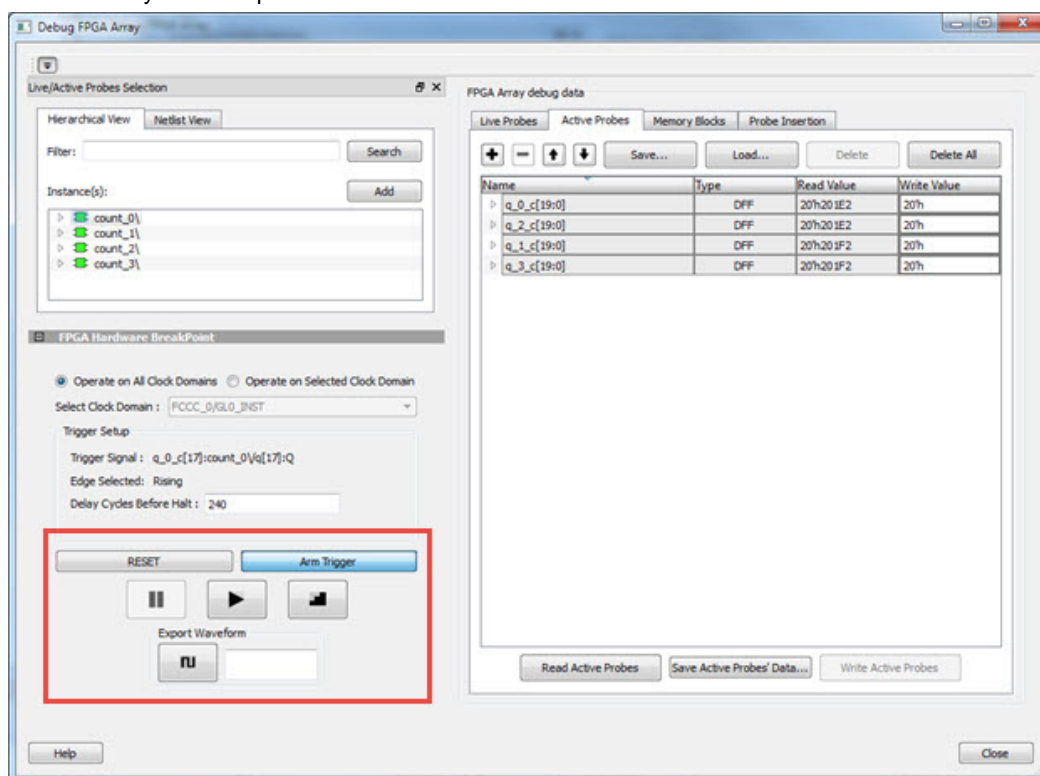 Debug FPGA Array
Live/Active Probes Selection
Hierarchical View Netlist View
Filter: Search
Instance(s): Add
count_0\
count_1\
count_2\
count_3\
FPGA Hardware BreakPoint
Operate on All Clock Domains Operate on Selected Clock Domain
Select Clock Domain : FCCC_0/GL0_INST
Trigger Setup
Trigger Signal : q_0_c[17]:count_0\/q[17]:Q
Edge Selected: Rising
Delay Cycles Before Halt : 240
RESET Arm Trigger
Export Waveform
FPGA Array debug data
Live Probes Active Probes Memory Blocks Probe Insertion
Save... Load... Delete Delete All
Name Type Read Value Write Value
q_0_c[19:0] DFF 20'h201E2 20'h
q_2_c[19:0] DFF 20'h201E2 20'h
q_1_c[19:0] DFF 20'h201F2 20'h
q_3_c[19:0] DFF 20'h201F2 20'h
Read Active Probes Save Active Probes' Data... Write Active Probes
Help Close